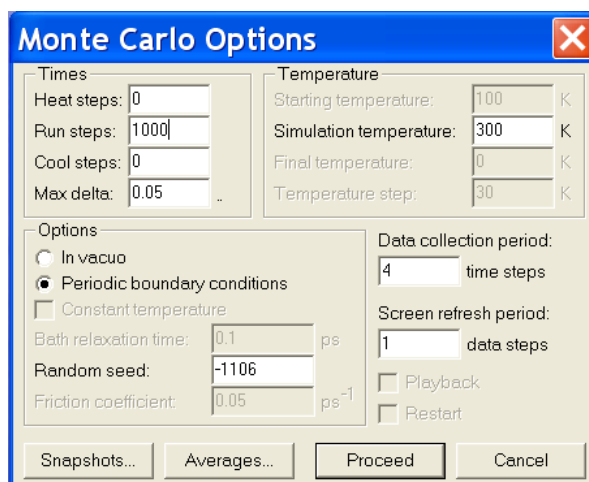 Monte Carlo Options
Times
Heat steps: 0
Run steps: 1000
Cool steps: 0
Max delta: 0.05 ..
Temperature
Starting temperature: 100 K
Simulation temperature: 300 K
Final temperature: 0 K
Temperature step: 30 K
Options
In vacuo
Periodic boundary conditions
Constant temperature
Bath relaxation time: 0.1 ps
Random seed: -1106
Friction coefficient: 0.05 ps⁻¹
Data collection period:
4 time steps
Screen refresh period:
1 data steps
Playback
Restart
Snapshots... Averages... Proceed Cancel